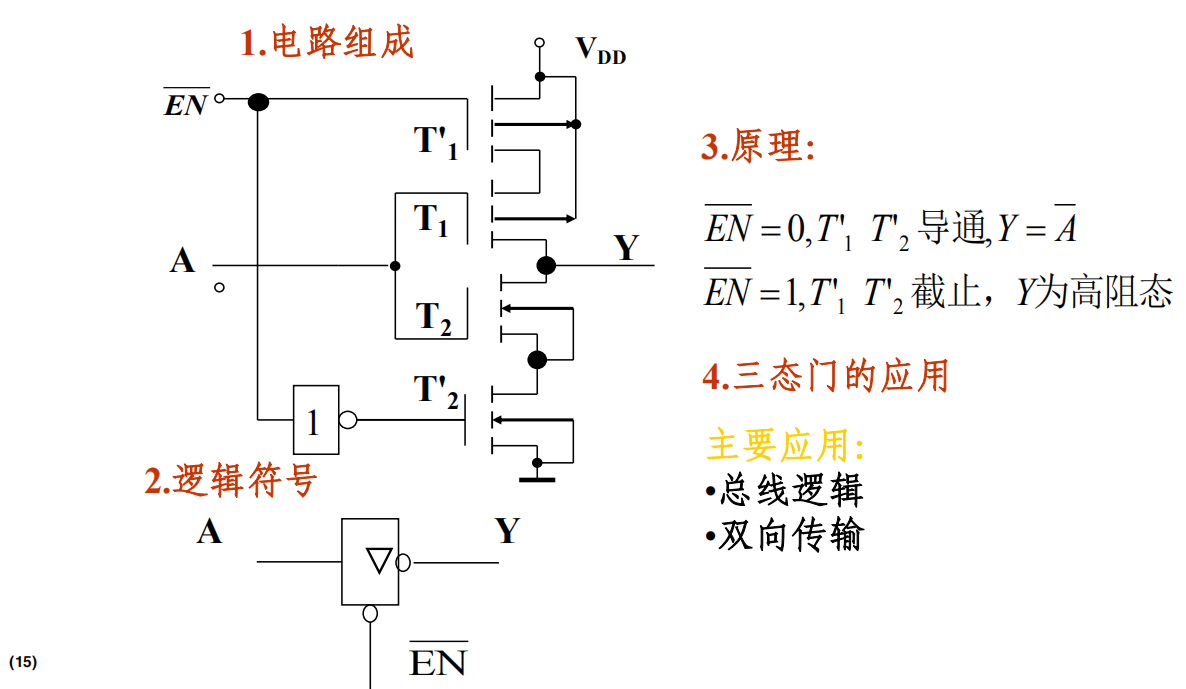 1.电路组成
V_DD
\overline{EN}
T'_1
T_1
A
Y
T_2
T'_2
1
2.逻辑符号
A
Y
\overline{EN}
3.原理:
\overline{EN} = 0, T'_1 T'_2 导通, Y = \overline{A}
\overline{EN} = 1, T'_1 T'_2 截止，Y为高阻态
4.三态门的应用
主要应用:
•总线逻辑
•双向传输
(15)